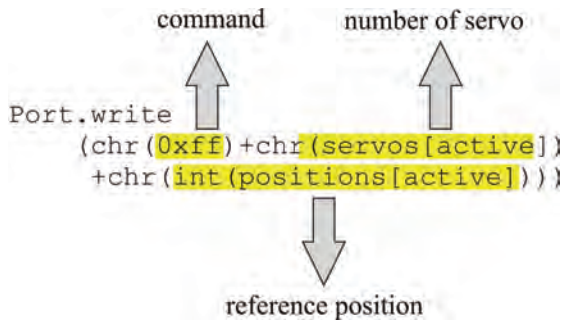 command number of servo
Port.write
(chr(0xff)+chr(servos[active])
+chr(int(positions[active])))
reference position